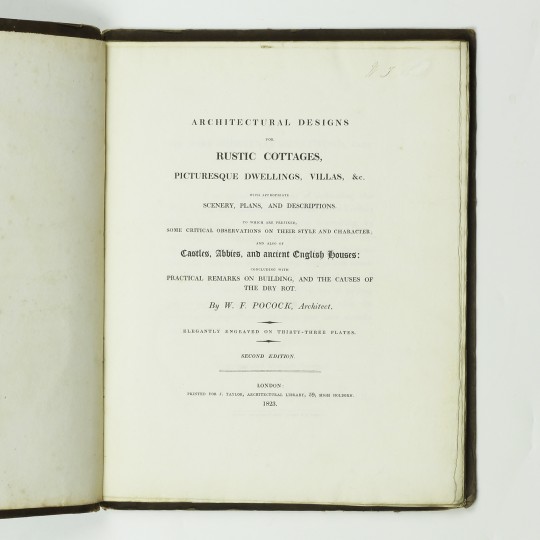 ARCHITECTURAL DESIGNS
FOR
RUSTIC COTTAGES,
PICTURESQUE DWELLINGS, VILLAS, &c.
WITH APPROPRIATE
SCENERY, PLANS, AND DESCRIPTIONS.
TO WHICH ARE PREFIXED,
SOME CRITICAL OBSERVATIONS ON THEIR STYLE AND CHARACTER;
AND ALSO OF
Castles, Abbies, and ancient English Houses:
CONCLUDING WITH
PRACTICAL REMARKS ON BUILDING, AND THE CAUSES OF
THE DRY ROT.
By W. F. POCOCK, Architect.
ELEGANTLY ENGRAVED ON THIRTY-THREE PLATES.
SECOND EDITION.
LONDON:
PRINTED FOR J. TAYLOR, ARCHITECTURAL LIBRARY, 59, HIGH HOLBORN.
1823.